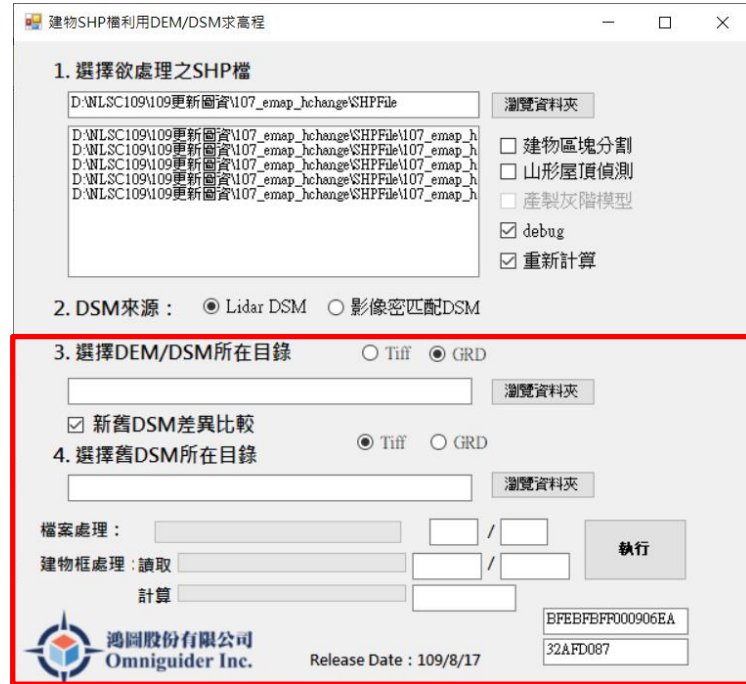 建物SHP檔利用DEM/DSM求高程
1. 選擇欲處理之SHP檔
D:\NLSC109\109更新圖資\107_emap_hchange\SHPFile
瀏覽資料夾
D:\NLSC109\109更新圖資\107_emap_hchange\SHPFile\107_emap_h
D:\NLSC109\109更新圖資\107_emap_hchange\SHPFile\107_emap_h
D:\NLSC109\109更新圖資\107_emap_hchange\SHPFile\107_emap_h
D:\NLSC109\109更新圖資\107_emap_hchange\SHPFile\107_emap_h
D:\NLSC109\109更新圖資\107_emap_hchange\SHPFile\107_emap_h
建物區塊分割
山形屋頂偵測
產製灰階模型
debug
重新計算
2. DSM來源: Lidar DSM 影像密匹配DSM
3. 選擇DEM/DSM所在目錄 Tiff GRD
瀏覽資料夾
新舊DSM差異比較
Tiff GRD
4. 選擇舊DSM所在目錄
瀏覽資料夾
檔案處理: /
建物框處理:讀取 /
執行
計算
BFEBFBFF000906EA
32AFD087
鴻圖股份有限公司
Omniguider Inc.
Release Date:109/8/17